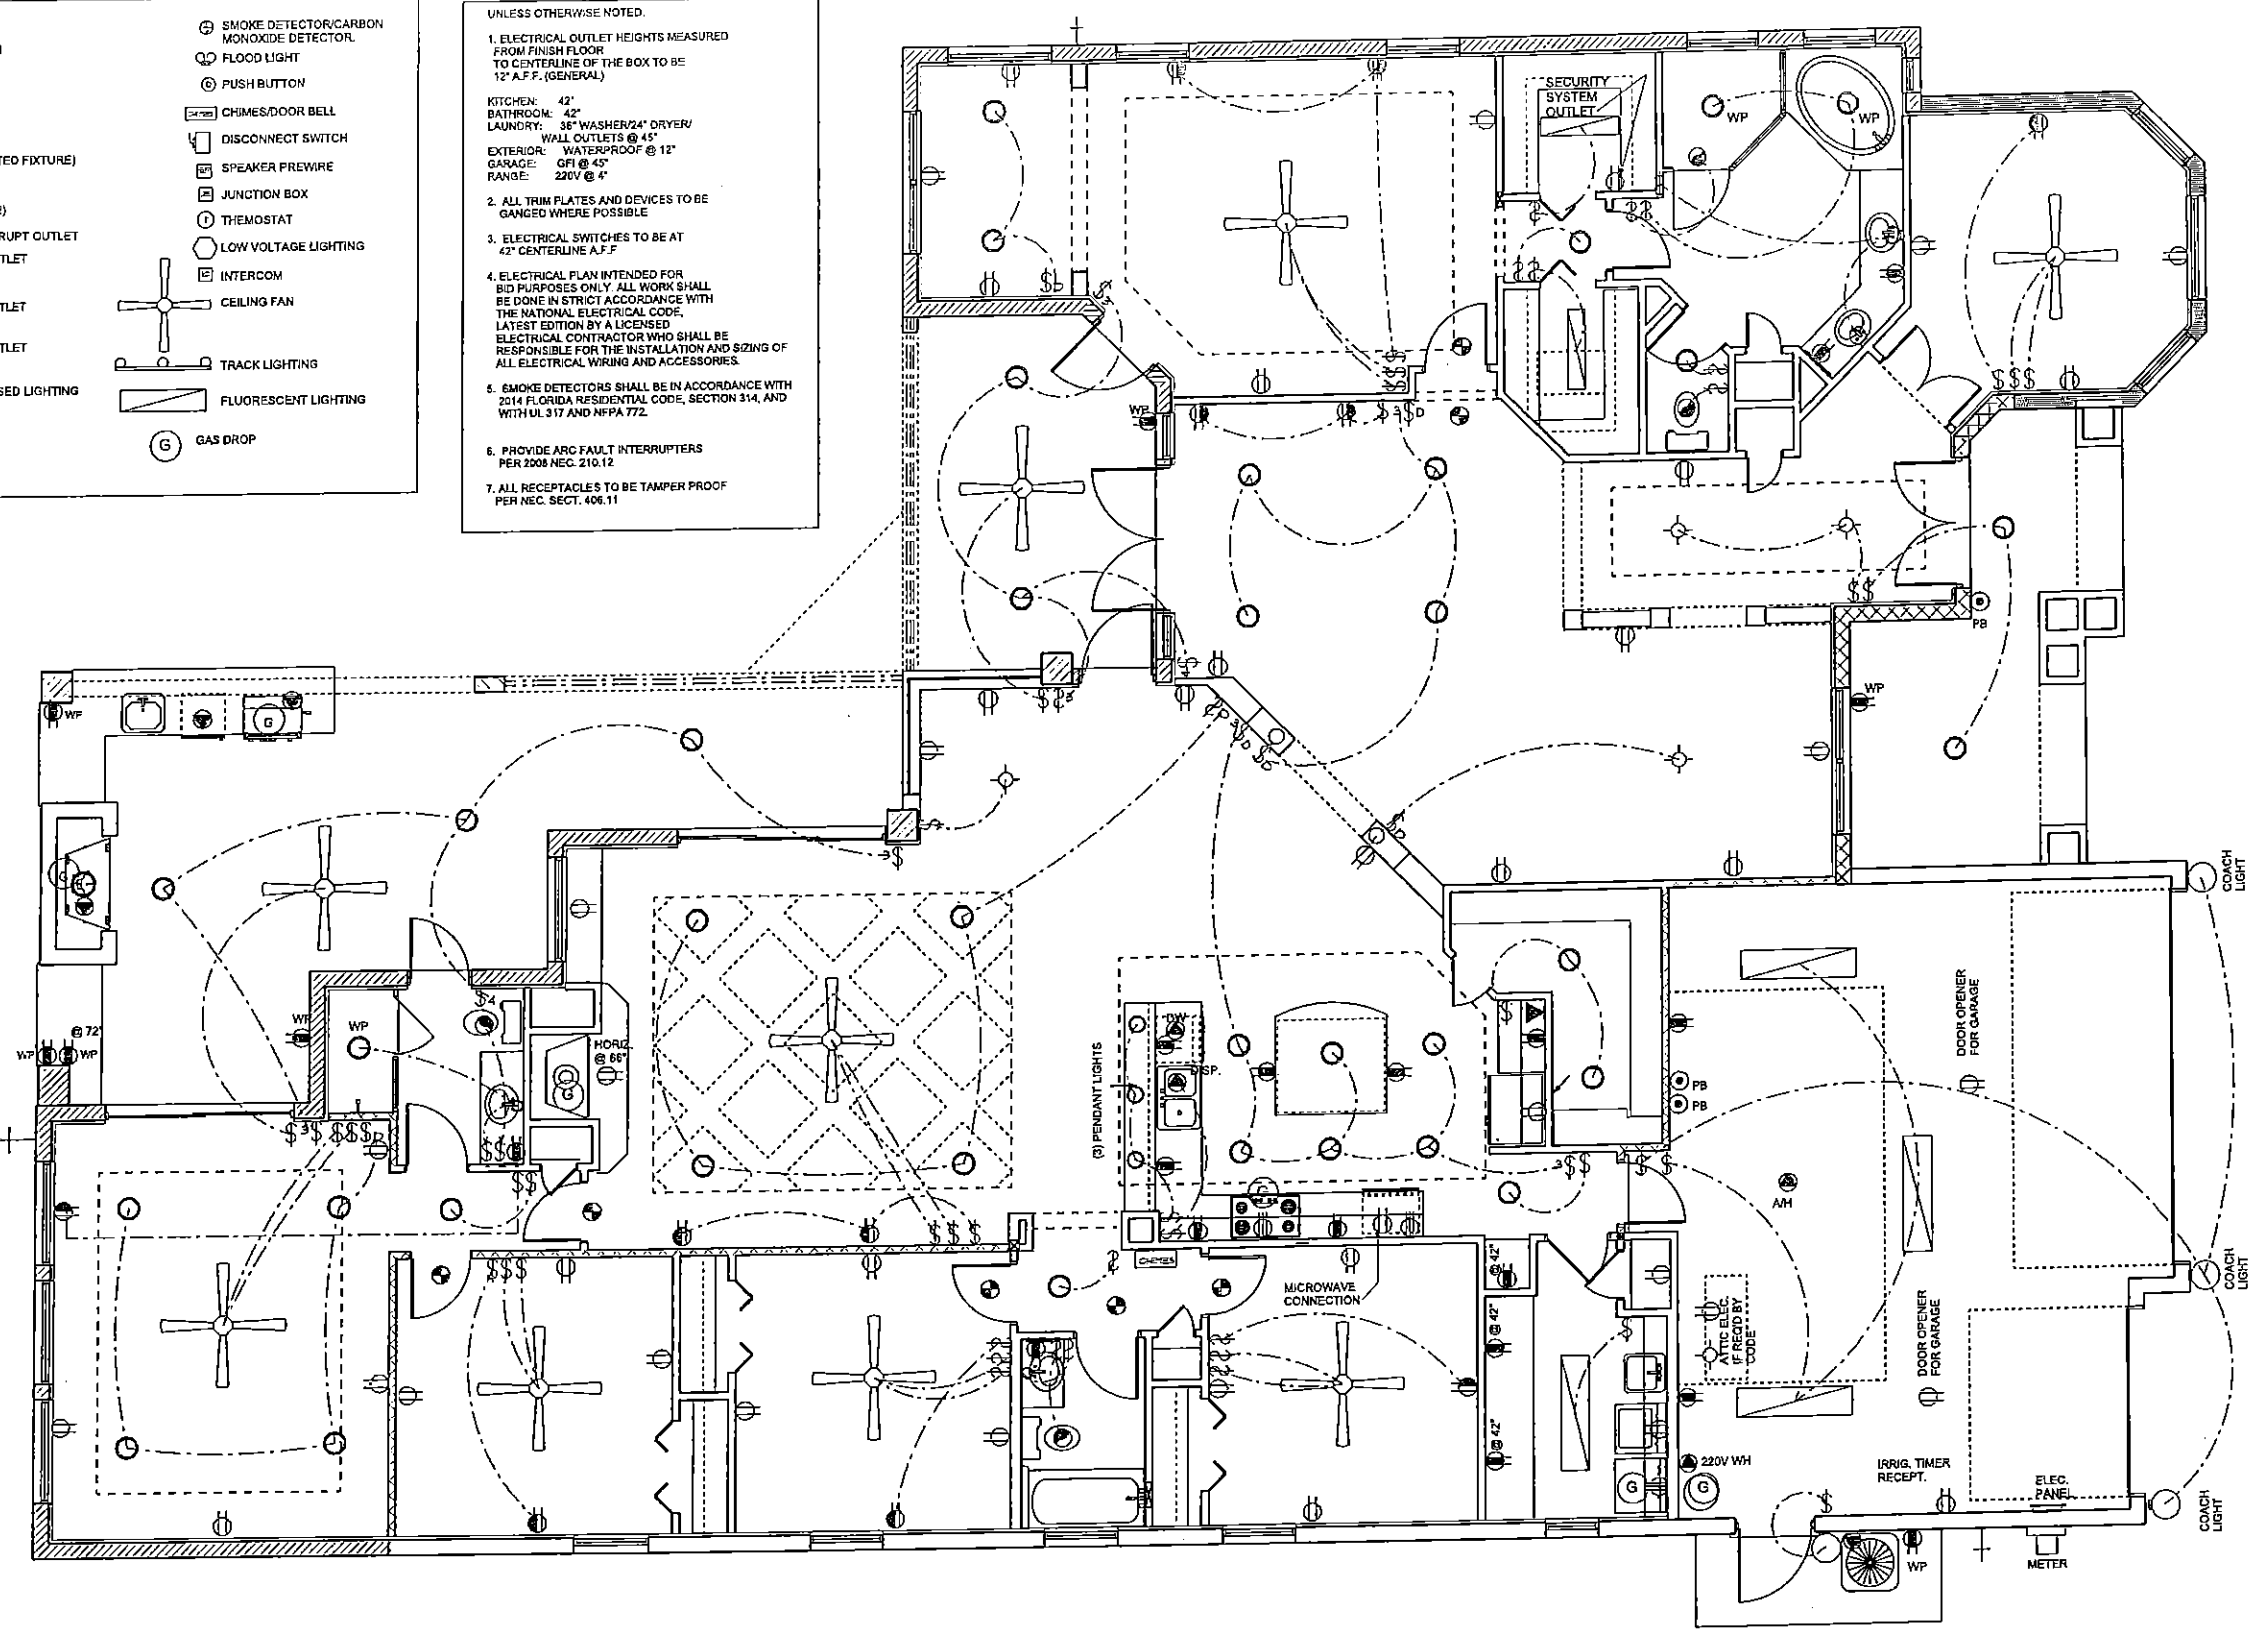 SMOKE DETECTOR/CARBON
MONOXIDE DETECTOR
FLOOD LIGHT
PUSH BUTTON
CHIMES/DOOR BELL
DISCONNECT SWITCH
TED FIXTURE)
SPEAKER PREWIRE
JUNCTION BOX
THEMOSTAT
RUPT OUTLET
LOW VOLTAGE LIGHTING
TLET
INTERCOM
CEILING FAN
TLET
TLET
TRACK LIGHTING
SED LIGHTING
FLUORESCENT LIGHTING
G
GAS DROP
UNLESS OTHERWISE NOTED.
1. ELECTRICAL OUTLET HEIGHTS MEASURED
FROM FINISH FLOOR
TO CENTERLINE OF THE BOX TO BE
12" A.F.F. (GENERAL)
KITCHEN: 42"
BATHROOM: 42"
LAUNDRY: 36" WASHER/24" DRYER/
WALL OUTLETS @ 45"
EXTERIOR: WATERPROOF @ 12"
GARAGE: GFI @ 45"
RANGE: 220V @ 4"
2. ALL TRIM PLATES AND DEVICES TO BE
GANGED WHERE POSSIBLE
3. ELECTRICAL SWITCHES TO BE AT
42" CENTERLINE A.F.F
4. ELECTRICAL PLAN INTENDED FOR
BID PURPOSES ONLY. ALL WORK SHALL
BE DONE IN STRICT ACCORDANCE WITH
THE NATIONAL ELECTRICAL CODE,
LATEST EDITION BY A LICENSED
ELECTRICAL CONTRACTOR WHO SHALL BE
RESPONSIBLE FOR THE INSTALLATION AND SIZING OF
ALL ELECTRICAL WIRING AND ACCESSORIES.
5. SMOKE DETECTORS SHALL BE IN ACCORDANCE WITH
2014 FLORIDA RESIDENTIAL CODE, SECTION 314, AND
WITH UL 317 AND NFPA 772.
6. PROVIDE ARC FAULT INTERRUPTERS
PER 2008 NEC. 210.12
7. ALL RECEPTACLES TO BE TAMPER PROOF
PER NEC. SECT. 406.11
SECURITY
SYSTEM
OUTLET
WP
WP
WP
PB
WP
WP
G
COACH
LIGHT
WP
WP
@ 72"
WP
WP
HORIZ.
@ 66"
G
(3) PENDANT LIGHTS
DW
DISP.
G
PB
PB
DOOR OPENER
FOR GARAGE
A/H
CHIMES
MICROWAVE
CONNECTION
@ 42"
@ 42"
@ 42"
ATTIC ELEC.
IF REQ'D BY
CODE
DOOR OPENER
FOR GARAGE
COACH
LIGHT
220V WH
G
G
IRRIG. TIMER
RECEPT.
ELEC.
PANEL
COACH
LIGHT
WP
METER